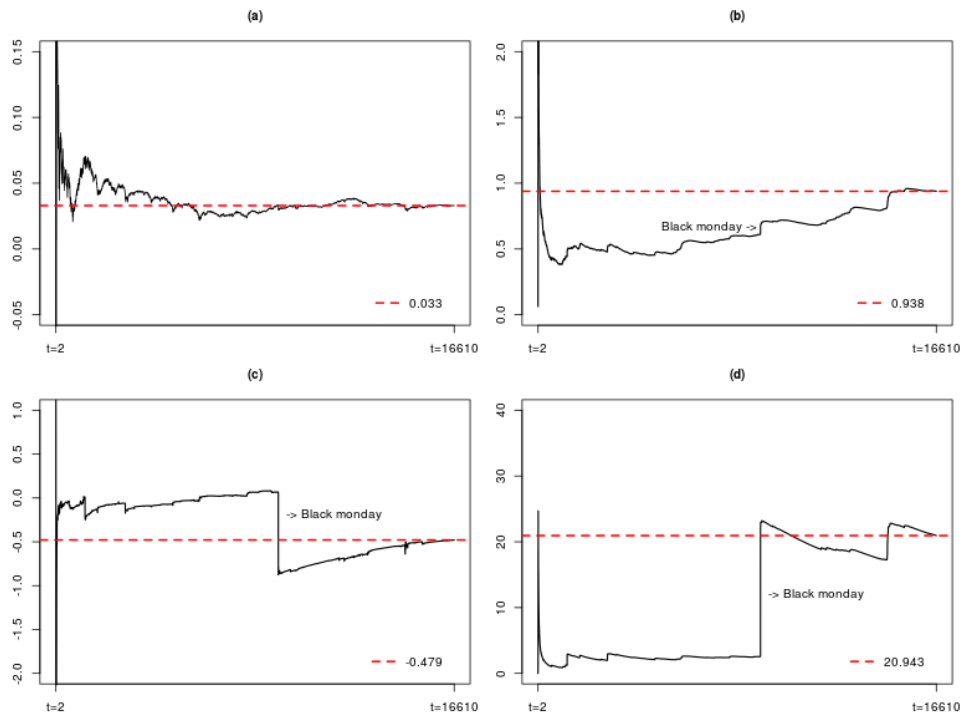 (a)
0.15
0.10
0.05
0.00
-0.05
0.033
t=2
t=16610
(b)
2.0
1.5
1.0
0.5
0.0
Black monday ->
0.938
t=2
t=16610
(c)
1.0
0.5
0.0
-0.5
-1.0
-1.5
-2.0
-> Black monday
-0.479
t=2
t=16610
(d)
40
30
20
10
0
-> Black monday
20.943
t=2
t=16610